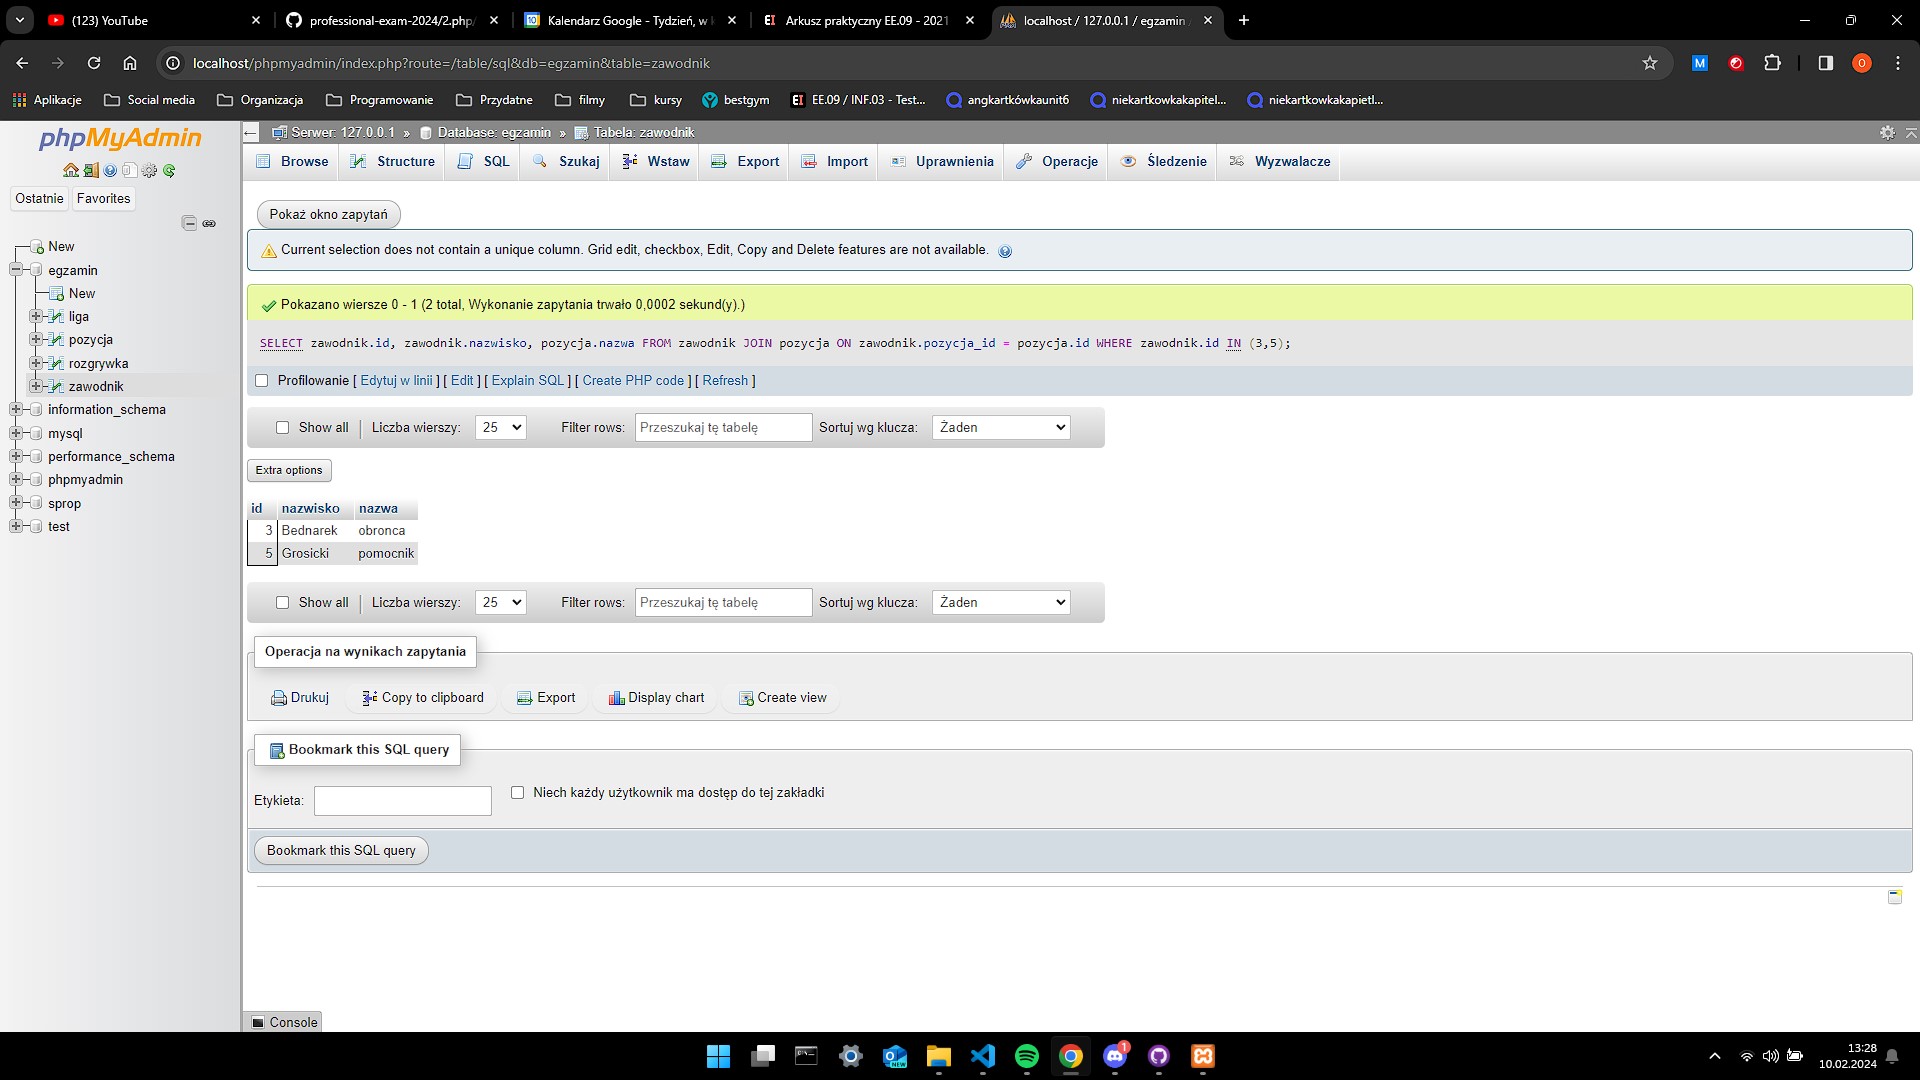 (123) YouTube
professional-exam-2024/2.php
Kalendarz Google - Tydzień, w
Arkusz praktyczny EE.09 - 2021
localhost / 127.0.0.1 / egzamin
localhost/phpmyadmin/index.php?route=/table/sql&db=egzamin&table=zawodnik
Aplikacje Social media Organizacja Programowanie Przydatne filmy kursy bestgym EE.09 / INF.03 - Test... angkartkówkaunit6 niekartkowkakapitel... niekartkowkakapietl...
phpMyAdmin
Ostatnie Favorites
New
egzamin
New
liga
pozycja
rozgrywka
zawodnik
information_schema
mysql
performance_schema
phpmyadmin
sprop
test
Serwer: 127.0.0.1 » Database: egzamin » Tabela: zawodnik
Browse Structure SQL Szukaj Wstaw Export Import Uprawnienia Operacje Śledzenie Wyzwalacze
Pokaż okno zapytań
Current selection does not contain a unique column. Grid edit, checkbox, Edit, Copy and Delete features are not available.
Pokazano wiersze 0 - 1 (2 total, Wykonanie zapytania trwało 0,0002 sekund(y).)
SELECT zawodnik.id, zawodnik.nazwisko, pozycja.nazwa FROM zawodnik JOIN pozycja ON zawodnik.pozycja_id = pozycja.id WHERE zawodnik.id IN (3,5);
Profilowanie [ Edytuj w linii ] [ Edit ] [ Explain SQL ] [ Create PHP code ] [ Refresh ]
Show all Liczba wierszy: 25 Filter rows: Przeszukaj tę tabelę Sortuj wg klucza: Żaden
Extra options
id nazwisko nazwa
3 Bednarek obronca
5 Grosicki pomocnik
Show all Liczba wierszy: 25 Filter rows: Przeszukaj tę tabelę Sortuj wg klucza: Żaden
Operacja na wynikach zapytania
Drukuj Copy to clipboard Export Display chart Create view
Bookmark this SQL query
Etykieta: Niech każdy użytkownik ma dostęp do tej zakładki
Bookmark this SQL query
Console
13:28
10.02.2024